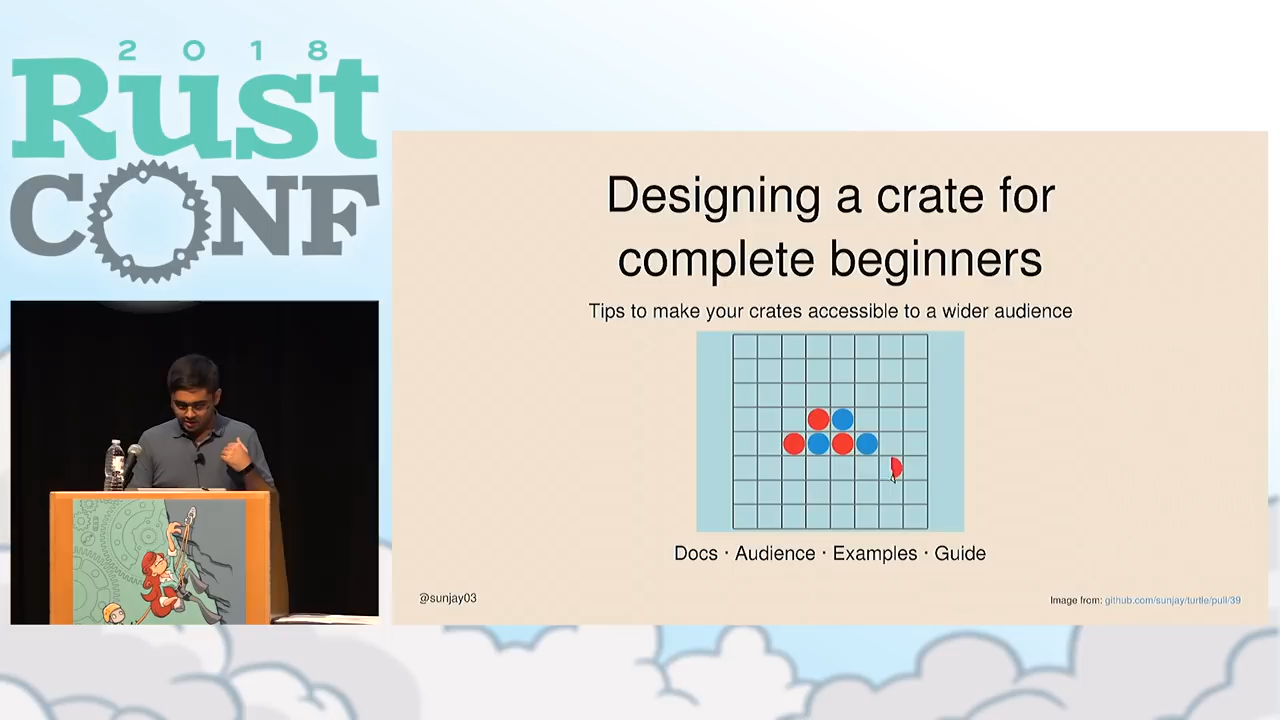 2018
Rust
CONF
Designing a crate for
complete beginners
Tips to make your crates accessible to a wider audience
Docs · Audience · Examples · Guide
@sunjay03
Image from: github.com/sunjay/turtle/pull/39